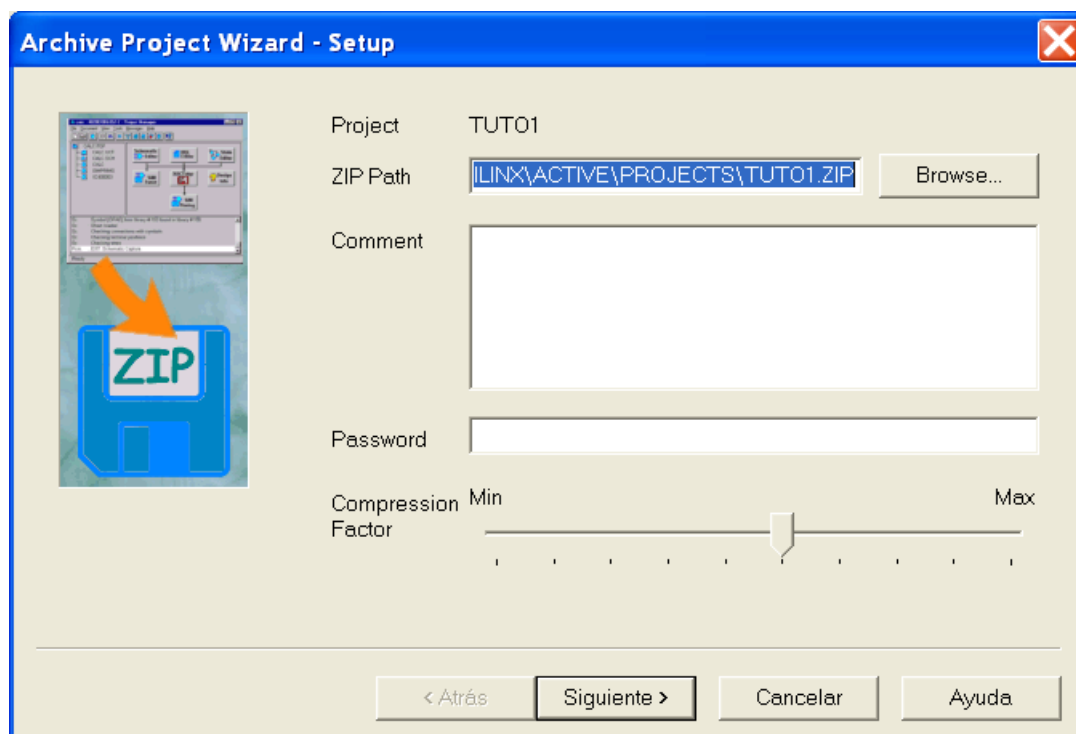 Archive Project Wizard - Setup
Project TUTO1
ZIP Path ILINX\ACTIVE\PROJECTS\TUTO1.ZIP Browse...
Comment
ZIP
Password
Compression Factor
Min Max
< Atrás Siguiente > Cancelar Ayuda